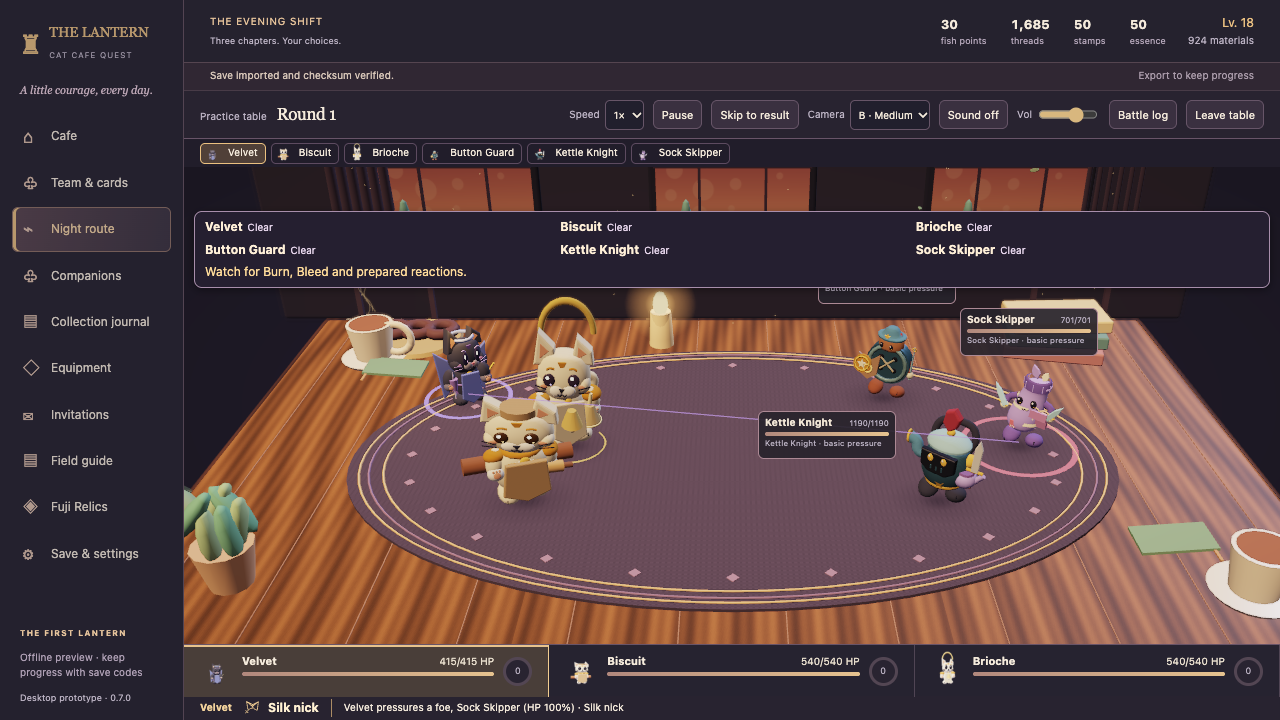 THE LANTERN
CAT CAFE QUEST
A little courage, every day.
Cafe
Team & cards
Night route
Companions
Collection journal
Equipment
Invitations
Field guide
Fuji Relics
Save & settings
THE FIRST LANTERN
Offline preview · keep
progress with save codes
Desktop prototype · 0.7.0
THE EVENING SHIFT
Three chapters. Your choices.
30 fish points
1,685 threads
50 stamps
50 essence
Lv. 18
924 materials
Save imported and checksum verified.
Export to keep progress
Practice table Round 1
Speed 1x Pause Skip to result Camera B · Medium Sound off Vol Battle log Leave table
Velvet Biscuit Brioche Button Guard Kettle Knight Sock Skipper
Velvet Clear Biscuit Clear Brioche Clear
Button Guard Clear Kettle Knight Clear Sock Skipper Clear
Watch for Burn, Bleed and prepared reactions.
Button Guard · basic pressure
Sock Skipper 701/701
Sock Skipper · basic pressure
Kettle Knight 1190/1190
Kettle Knight · basic pressure
Velvet 415/415 HP 0
Biscuit 540/540 HP 0
Brioche 540/540 HP 0
Velvet Silk nick Velvet pressures a foe, Sock Skipper (HP 100%) · Silk nick